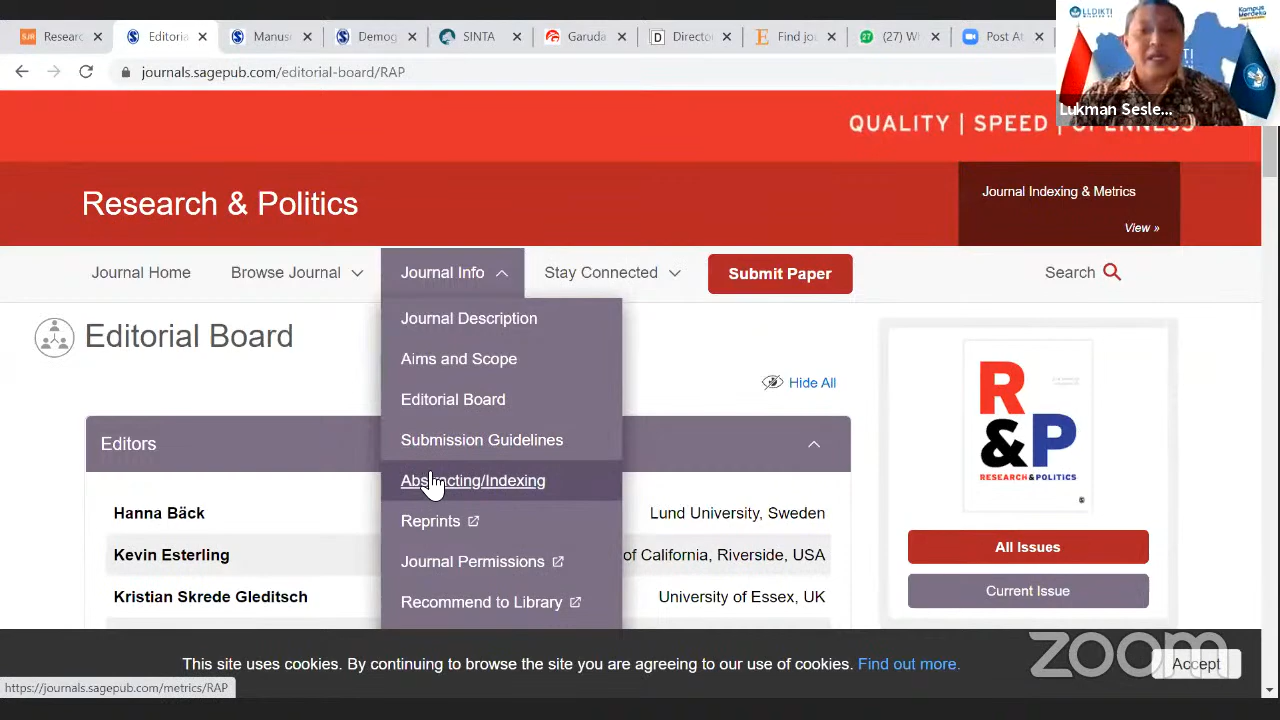 Researc
Editoria
Manus
Demog
SINTA
Garuda
Director
Find jo
(27) W
Post At
journals.sagepub.com/editorial-board/RAP
LLDIKTI
Lukman Sesle...
QUALITY | SPEED | OPENNESS
Research & Politics
Journal Indexing & Metrics
View »
Journal Home
Browse Journal
Journal Info
Stay Connected
Submit Paper
Search
Journal Description
Aims and Scope
Editorial Board
Submission Guidelines
Abstracting/Indexing
Reprints
Journal Permissions
Recommend to Library
Editorial Board
Hide All
Editors
Hanna Bäck
Lund University, Sweden
Kevin Esterling
of California, Riverside, USA
Kristian Skrede Gleditsch
University of Essex, UK
R
&P
RESEARCH&POLITICS
All Issues
Current Issue
This site uses cookies. By continuing to browse the site you are agreeing to our use of cookies. Find out more.
Accept
zoom
https://journals.sagepub.com/metrics/RAP